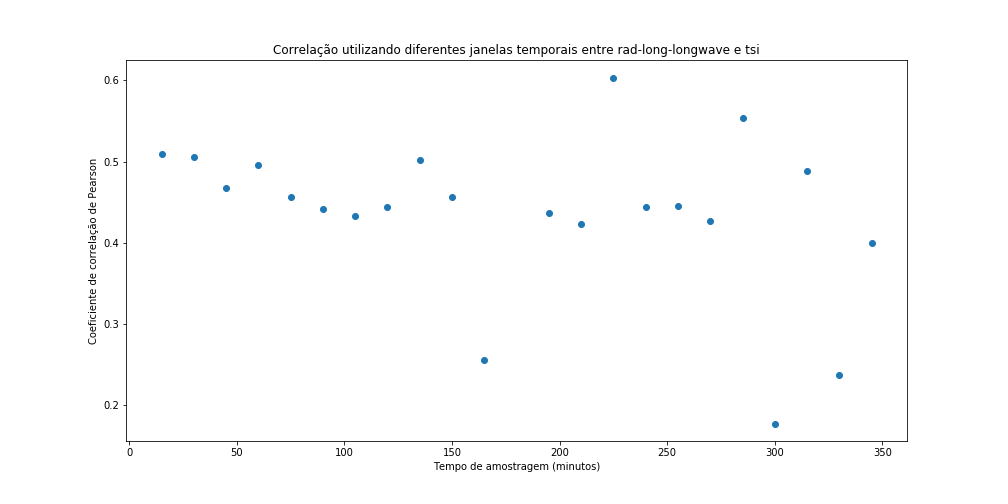 Correlação utilizando diferentes janelas temporais entre rad-long-longwave e tsi
Coeficiente de correlação de Pearson
0.6
0.5
0.4
0.3
0.2
0 50 100 150 200 250 300 350
Tempo de amostragem (minutos)